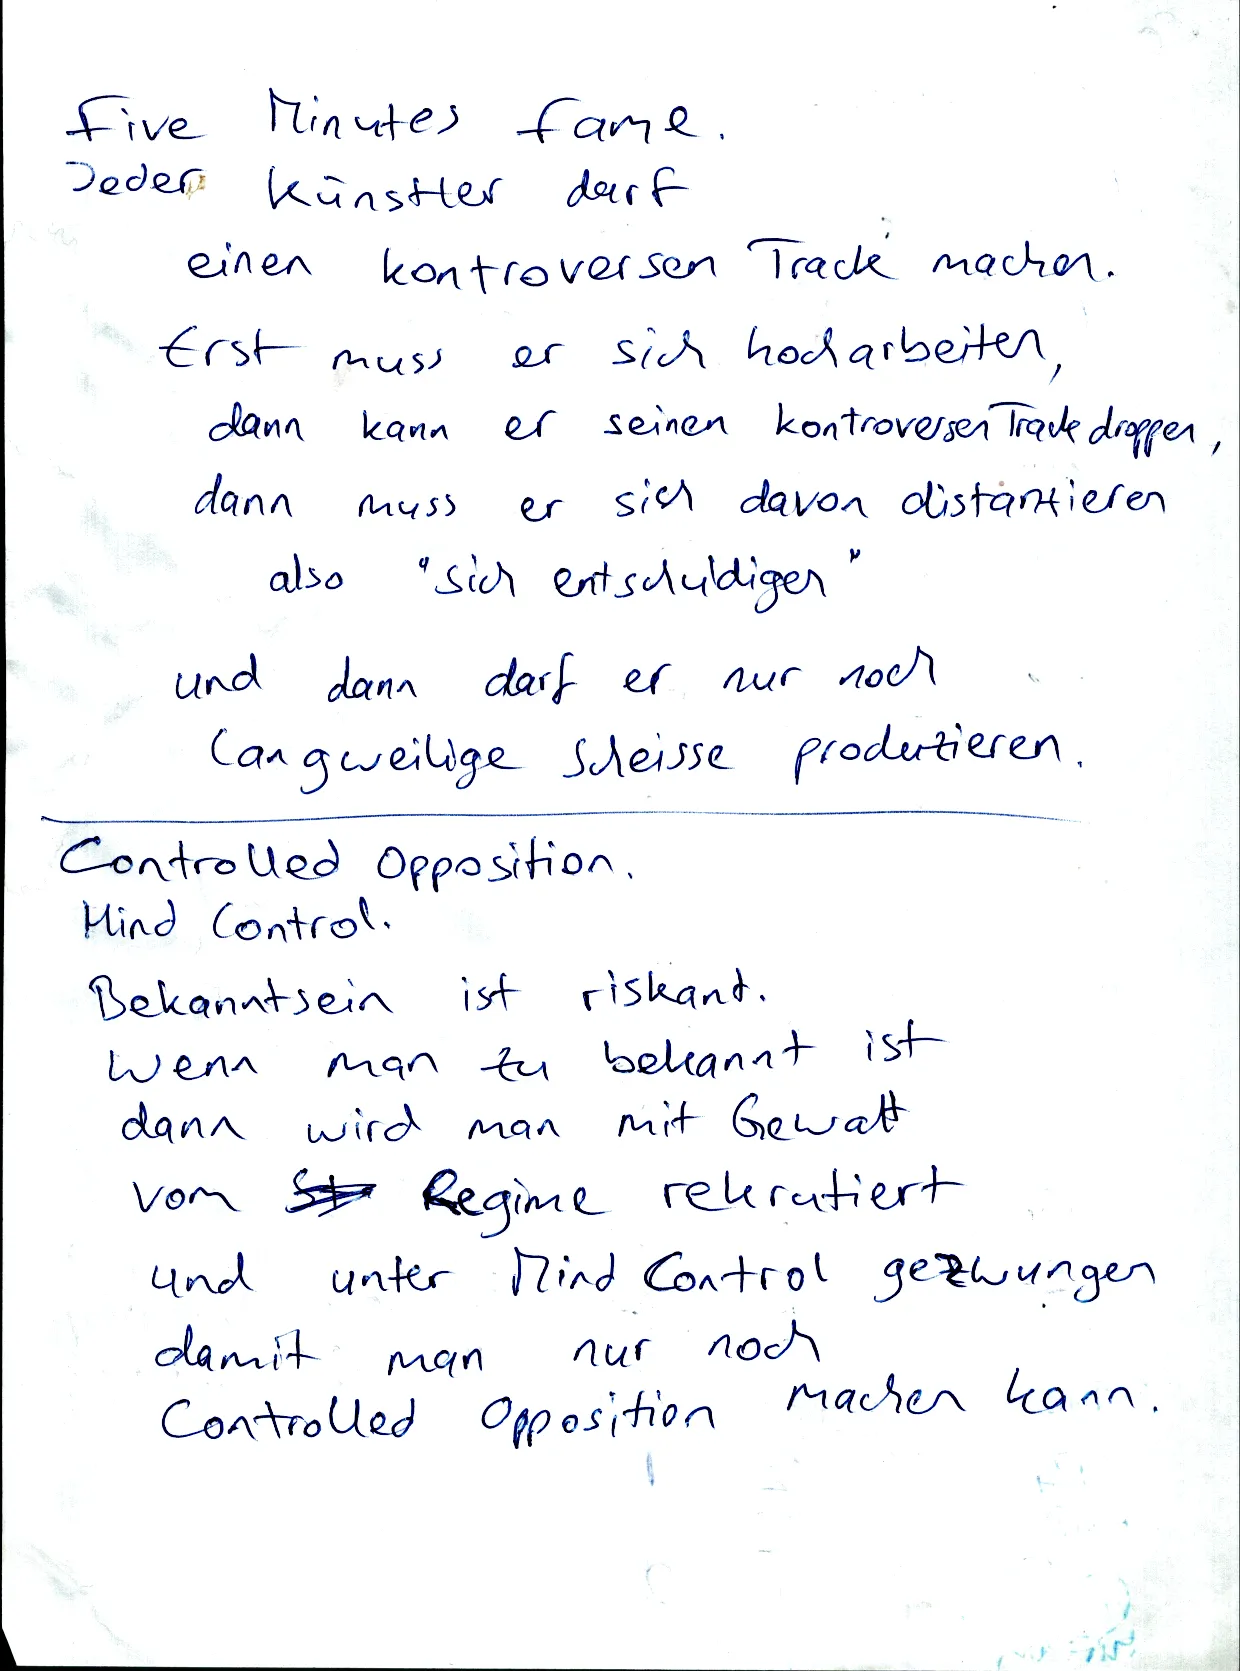 Five Minutes Fame.
Jeder Künstler darf
einen kontroversen Track machen.
Erst muss er sich hocharbeiten,
dann kann er seinen kontroversen Track droppen,
dann muss er sich davon distantieren
also "sich entschuldigen"
und dann darf er nur noch
langweilige Scheisse produzieren.
Controlled Opposition.
Mind Control.
Bekanntsein ist riskant.
Wenn man zu bekannt ist
dann wird man mit Gewalt
vom Regime rekrutiert
und unter Mind Control gezwungen
damit man nur noch
Controlled Opposition machen kann.